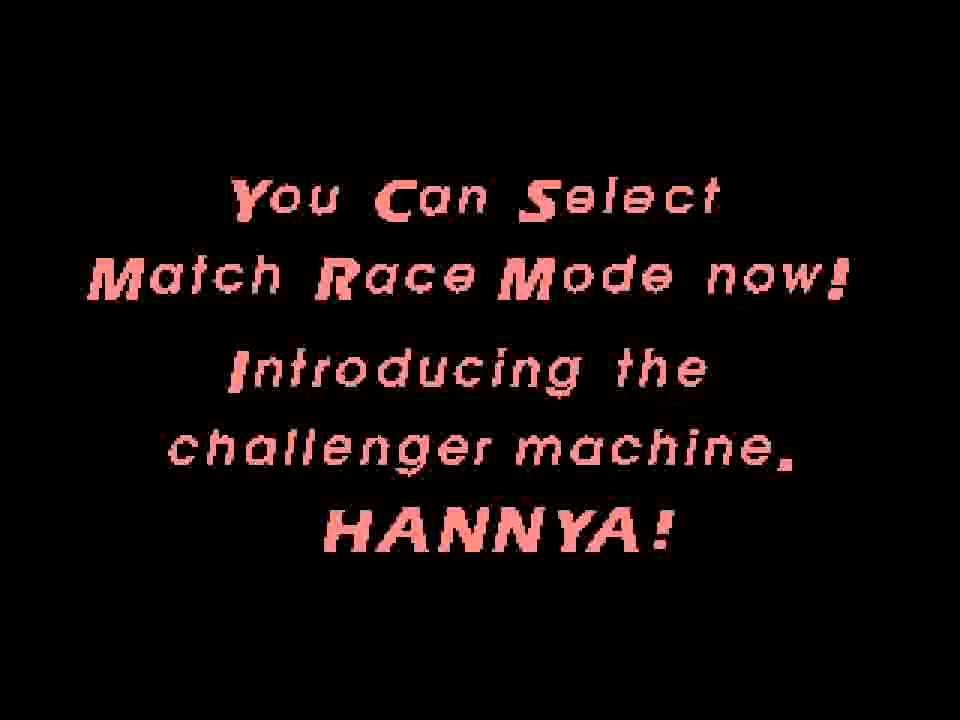 You Can Select
Match Race Mode now!
Introducing the
challenger machine,
HANNYA!